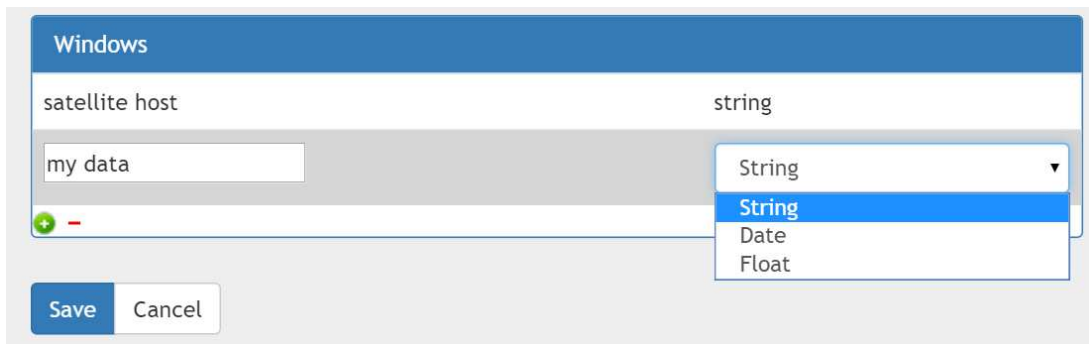 Windows
satellite host string
my data String
String
Date
Float
Save Cancel